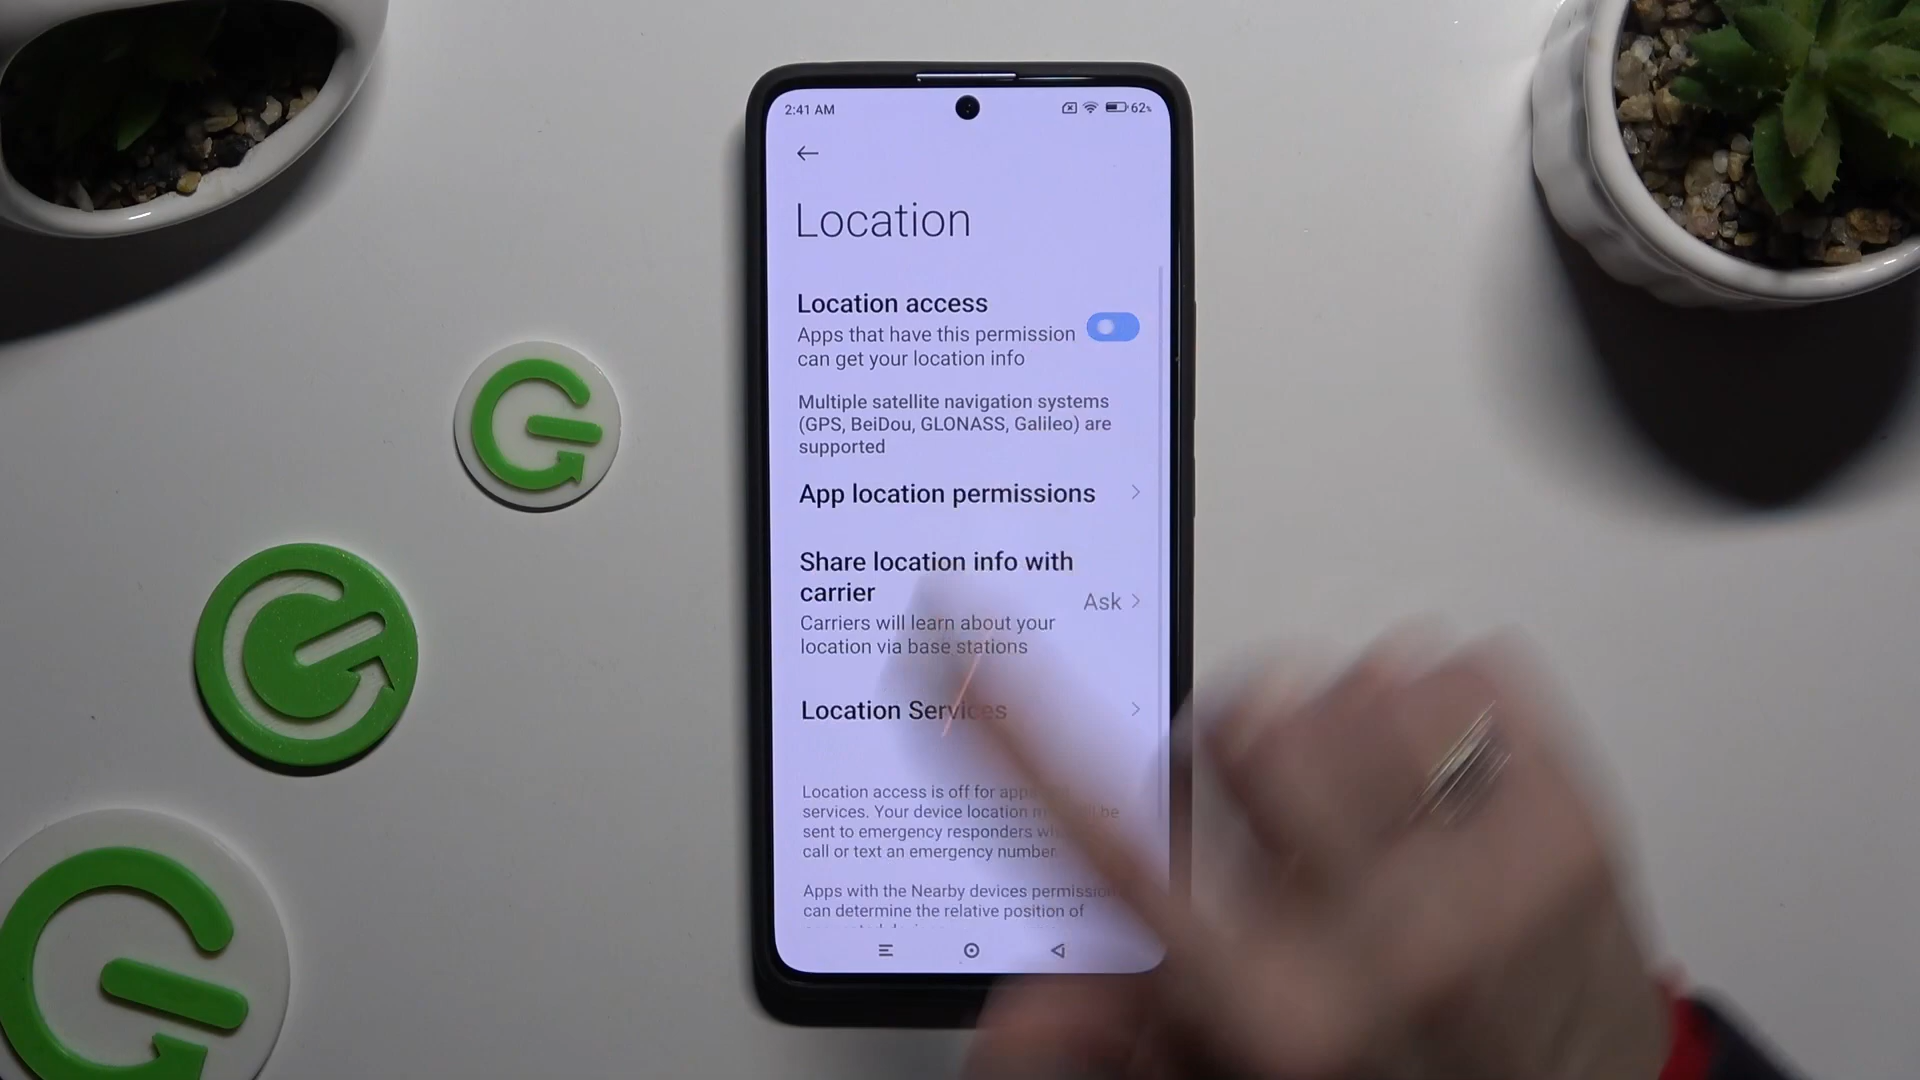 2:41 AM
62%
Location
Location access
Apps that have this permission
can get your location info
Multiple satellite navigation systems
(GPS, BeiDou, GLONASS, Galileo) are
supported
App location permissions
Share location info with
carrier
Ask
Carriers will learn about your
location via base stations
Location Services
Location access is off for apps
services. Your device location be
sent to emergency responders
call or text an emergency number
Apps with the Nearby devices permission
can determine the relative position of